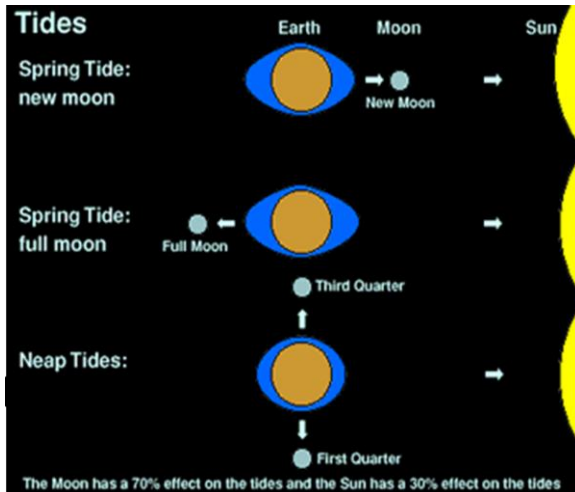 Tides
Earth Moon Sun
Spring Tide:
new moon
New Moon
Spring Tide:
full moon
Full Moon
Third Quarter
Neap Tides:
First Quarter
The Moon has a 70% effect on the tides and the Sun has a 30% effect on the tides